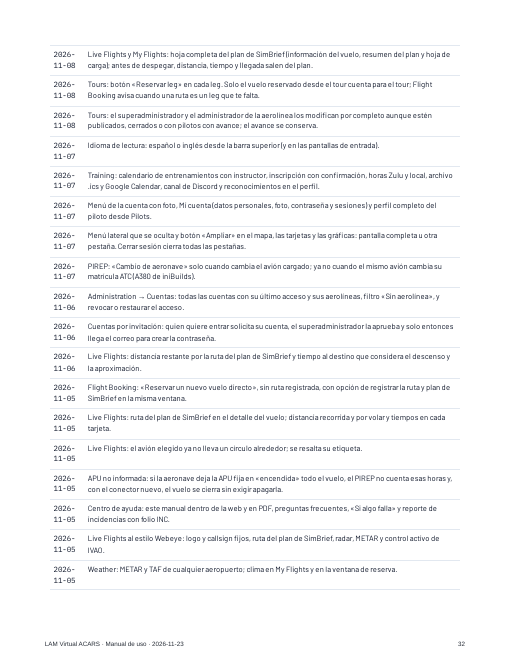 2026- Live Flights y My Flights: hoja completa del plan de SimBrief (información del vuelo, resumen del plan y hoja de
11-08 carga); antes de despegar, distancia, tiempo y llegada salen del plan.
2026- Tours: botón «Reservar leg» en cada leg. Solo el vuelo reservado desde el tour cuenta para el tour; Flight
11-08 Booking avisa cuando una ruta es un leg que te falta.
2026- Tours: el superadministrador y el administrador de la aerolínea los modifican por completo aunque estén
11-08 publicados, cerrados o con pilotos con avance; el avance se conserva.
2026- Idioma de lectura: español o inglés desde la barra superior (y en las pantallas de entrada).
11-07
2026- Training: calendario de entrenamientos con instructor, inscripción con confirmación, horas Zulu y local, archivo
11-07 .ics y Google Calendar, canal de Discord y reconocimientos en el perfil.
2026- Menú de la cuenta con foto, Mi cuenta (datos personales, foto, contraseña y sesiones) y perfil completo del
11-07 piloto desde Pilots.
2026- Menú lateral que se oculta y botón «Ampliar» en el mapa, las tarjetas y las gráficas: pantalla completa u otra
11-07 pestaña. Cerrar sesión cierra todas las pestañas.
2026- PIREP: «Cambio de aeronave» solo cuando cambia el avión cargado; ya no cuando el mismo avión cambia su
11-07 matrícula ATC (A380 de iniBuilds).
2026- Administration → Cuentas: todas las cuentas con su último acceso y sus aerolíneas, filtro «Sin aerolínea», y
11-06 revocar o restaurar el acceso.
2026- Cuentas por invitación: quien quiere entrar solicita su cuenta, el superadministrador la aprueba y solo entonces
11-06 llega el correo para crear la contraseña.
2026- Live Flights: distancia restante por la ruta del plan de SimBrief y tiempo al destino que considera el descenso y
11-06 la aproximación.
2026- Flight Booking: «Reservar un nuevo vuelo directo», sin ruta registrada, con opción de registrar la ruta y plan de
11-05 SimBrief en la misma ventana.
2026- Live Flights: ruta del plan de SimBrief en el detalle del vuelo; distancia recorrida y por volar y tiempos en cada
11-05 tarjeta.
2026- Live Flights: el avión elegido ya no lleva un círculo alrededor; se resalta su etiqueta.
11-05
2026- APU no informada: si la aeronave deja la APU fija en «encendida» todo el vuelo, el PIREP no cuenta esas horas y,
11-05 con el conector nuevo, el vuelo se cierra sin exigir apagarla.
2026- Centro de ayuda: este manual dentro de la web y en PDF, preguntas frecuentes, «Si algo falla» y reporte de
11-05 incidencias con folio INC.
2026- Live Flights al estilo Webeye: logo y callsign fijos, ruta del plan de SimBrief, radar, METAR y control activo de
11-05 IVAO.
2026- Weather: METAR y TAF de cualquier aeropuerto; clima en My Flights y en la ventana de reserva.
11-05
LAM Virtual ACARS · Manual de uso · 2026-11-23 32